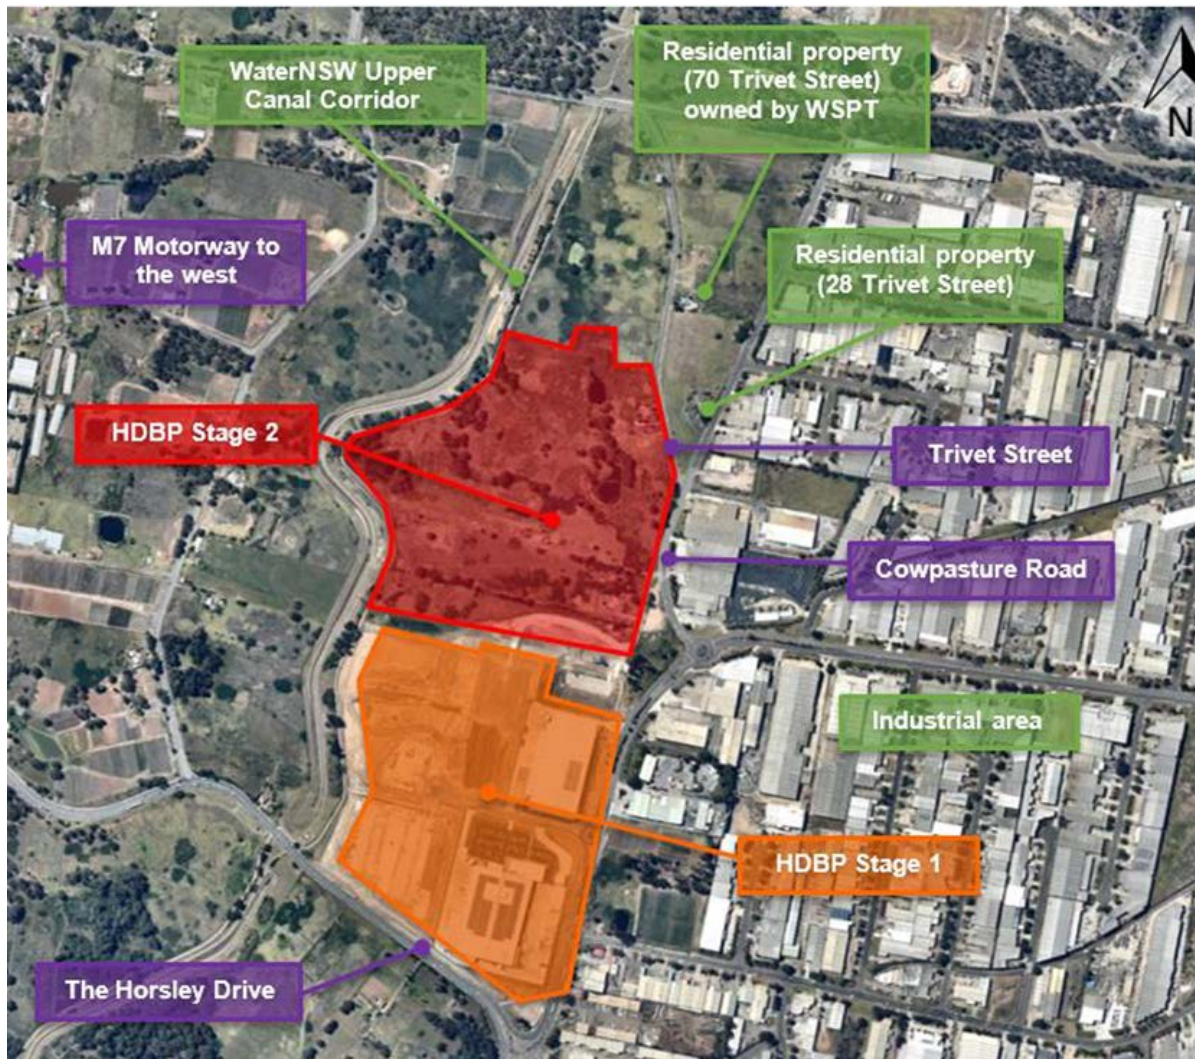 WaterNSW Upper
Canal Corridor
Residential property
(70 Trivet Street)
owned by WSPT
N
M7 Motorway to
the west
Residential property
(28 Trivet Street)
HDBP Stage 2
Trivet Street
Cowpasture Road
Industrial area
HDBP Stage 1
The Horsley Drive